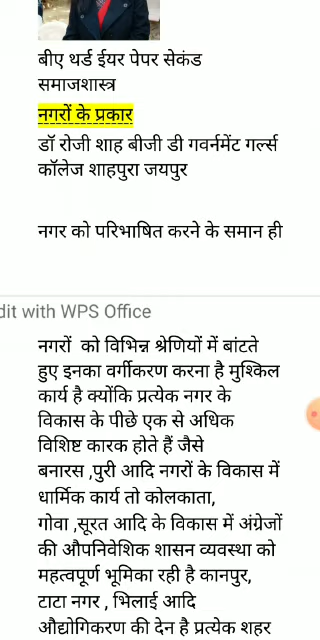 बीए थर्ड ईयर पेपर सेकंड
समाजशास्त्र
नगरों के प्रकार
डॉ रोजी शाह बीजी डी गवर्नमेंट गर्ल्स
कॉलेज शाहपुरा जयपुर
नगर को परिभाषित करने के समान ही
dit with WPS Office
नगरों को विभिन्न श्रेणियों में बांटते
हुए इनका वर्गीकरण करना है मुश्किल
कार्य है क्योंकि प्रत्येक नगर के
विकास के पीछे एक से अधिक
विशिष्ट कारक होते हैं जैसे
बनारस ,पुरी आदि नगरों के विकास में
धार्मिक कार्य तो कोलकाता,
गोवा ,सूरत आदि के विकास में अंग्रेजों
की औपनिवेशिक शासन व्यवस्था को
महत्वपूर्ण भूमिका रही है कानपुर,
टाटा नगर , भिलाई आदि
औद्योगिकरण की देन है प्रत्येक शहर